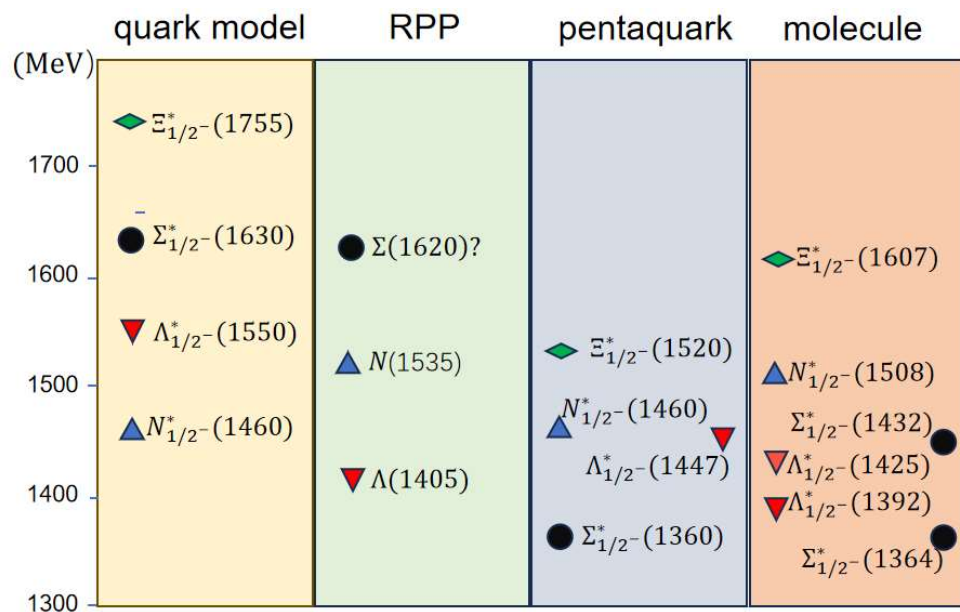 quark model RPP pentaquark molecule
(MeV)
1700
1600
1500
1400
1300
Ξ*1/2⁻(1755)
Σ*1/2⁻(1630)
Λ*1/2⁻(1550)
N*1/2⁻(1460)
Σ(1620)?
N(1535)
Λ(1405)
Ξ*1/2⁻(1520)
N*1/2⁻(1460)
Λ*1/2⁻(1447)
Σ*1/2⁻(1360)
Ξ*1/2⁻(1607)
N*1/2⁻(1508)
Σ*1/2⁻(1432)
Λ*1/2⁻(1425)
Λ*1/2⁻(1392)
Σ*1/2⁻(1364)